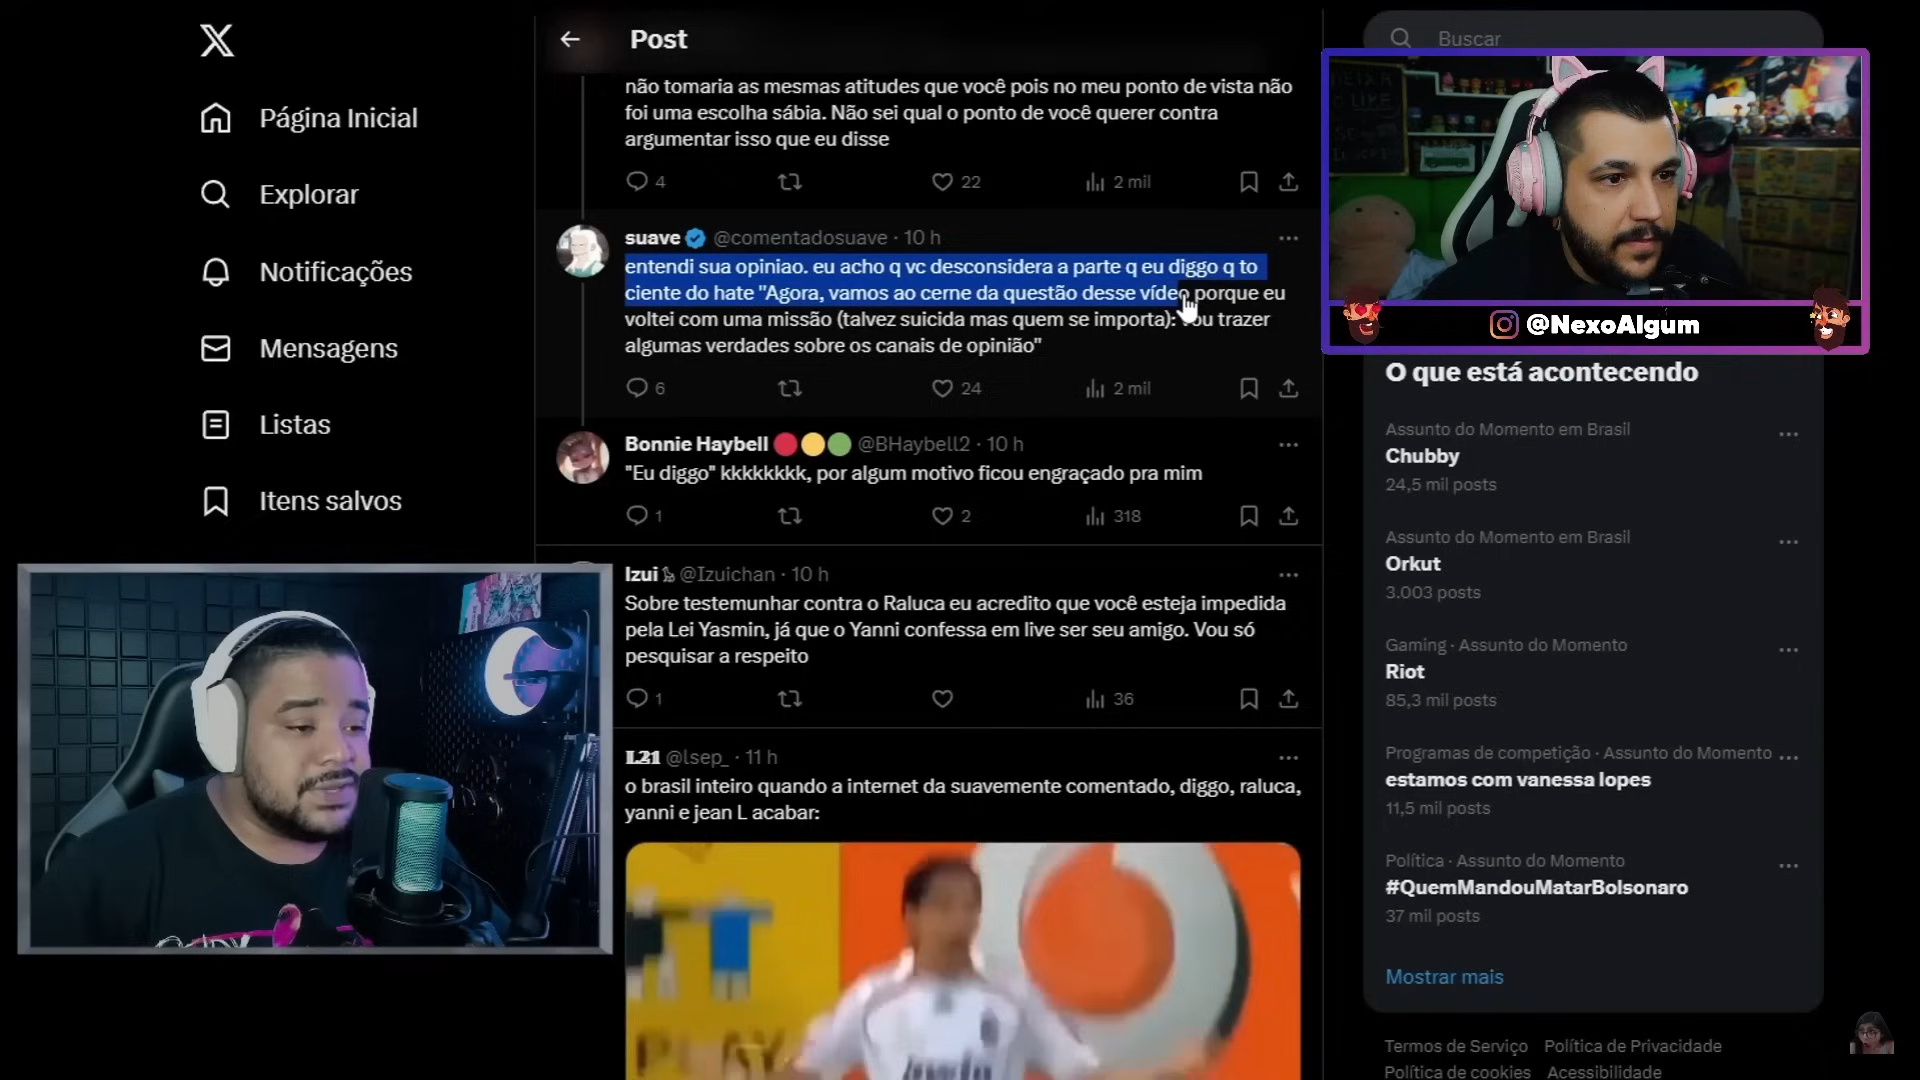 Post
Buscar
Página Inicial
Explorar
Notificações
Mensagens
Listas
Itens salvos
não tomaria as mesmas atitudes que você pois no meu ponto de vista não
foi uma escolha sábia. Não sei qual o ponto de você querer contra
argumentar isso que eu disse
4 22 2 mil
suave @comentadosuave · 10 h
entendi sua opiniao. eu acho q vc desconsidera a parte q eu diggo q to
ciente do hate "Agora, vamos ao cerne da questão desse vídeo porque eu
voltei com uma missão (talvez suicida mas quem se importa): vou trazer
algumas verdades sobre os canais de opinião"
6 24 2 mil
Bonnie Haybell @BHaybell2 · 10 h
"Eu diggo" kkkkkkkk, por algum motivo ficou engraçado pra mim
1 2 318
Izui @Izuichan · 10 h
Sobre testemunhar contra o Raluca eu acredito que você esteja impedida
pela Lei Yasmin, já que o Yanni confessa em live ser seu amigo. Vou só
pesquisar a respeito
1 36
L21 @lsep_ · 11 h
o brasil inteiro quando a internet da suavemente comentado, diggo, raluca,
yanni e jean L acabar:
PLAY
@NexoAlgum
O que está acontecendo
Assunto do Momento em Brasil
Chubby
24,5 mil posts
Assunto do Momento em Brasil
Orkut
3.003 posts
Gaming · Assunto do Momento
Riot
85,3 mil posts
Programas de competição · Assunto do Momento
estamos com vanessa lopes
11,5 mil posts
Política · Assunto do Momento
#QuemMandouMatarBolsonaro
37 mil posts
Mostrar mais
Termos de Serviço Política de Privacidade
Política de cookies Acessibilidade